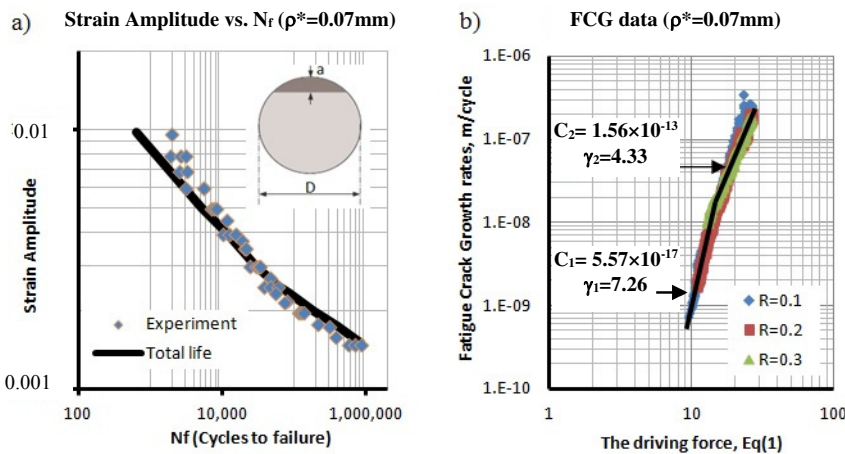 a) Strain Amplitude vs. Nf (ρ*=0.07mm)
0.01
0.001
Strain Amplitude
a
D
Experiment
Total life
100 10,000 1,000,000
Nf (Cycles to failure)
b) FCG data (ρ*=0.07mm)
1.E-06
1.E-07
1.E-08
1.E-09
1.E-10
Fatigue Crack Growth rates, m/cycle
C₂= 1.56×10⁻¹³
γ₂=4.33
C₁= 5.57×10⁻¹⁷
γ₁=7.26
R=0.1
R=0.2
R=0.3
1 10 100
The driving force, Eq(1)